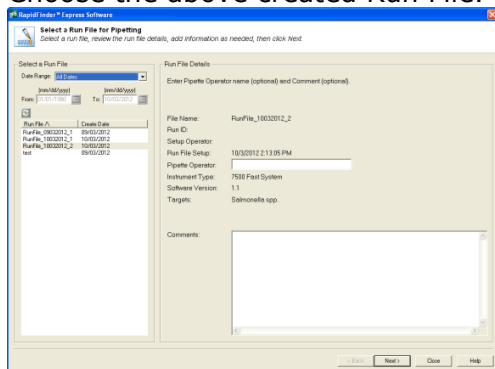 Choose the above created Run File.
RapidFinder™ Express Software
Select a Run File for Pipetting
Select a run file, review the run file details, add information as needed, then click Next.
Select a Run File
Date Range: All Dates
(mm/dd/yyyy) (mm/dd/yyyy)
From: 01/01/1980 To: 10/03/2012
Run File /\ Create Date
RunFile_09032012_1 09/03/2012
RunFile_10032012_1 10/03/2012
RunFile_10032012_2 10/03/2012
test 09/03/2012
Run File Details
Enter Pipette Operator name (optional) and Comment (optional).
File Name: RunFile_10032012_2
Run ID:
Setup Operator:
Run File Setup: 10/3/2012 2:13:05 PM
Pipette Operator:
Instrument Type: 7500 Fast System
Software Version: 1.1
Targets: Salmonella spp.
Comments:
< Back Next > Close Help